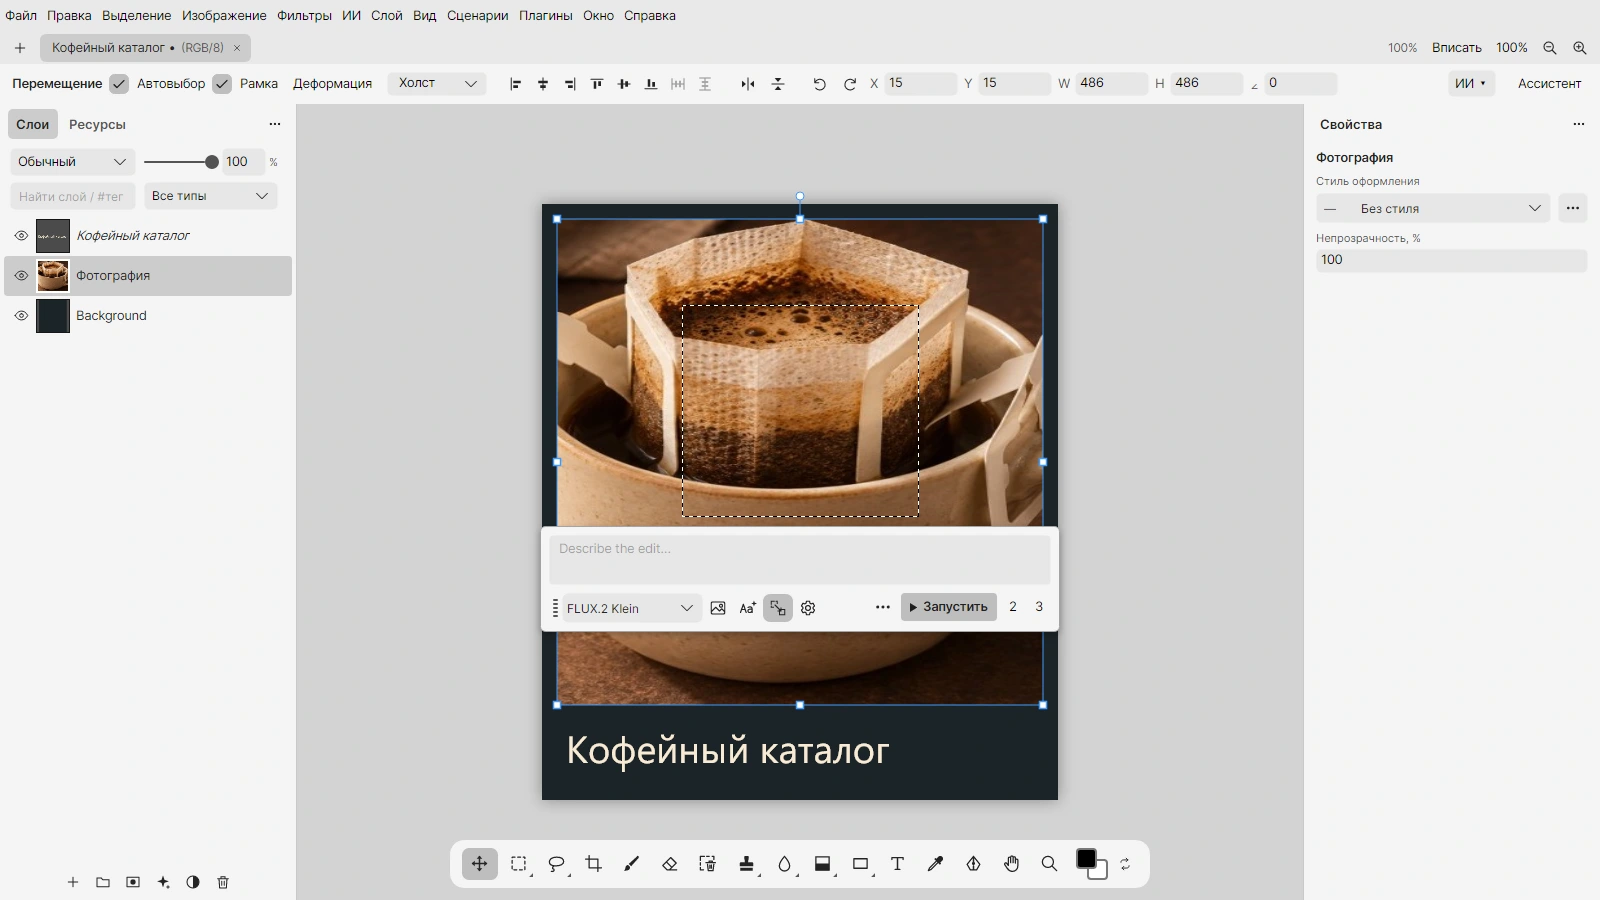 Файл Правка Выделение Изображение Фильтры ИИ Слой Вид Сценарии Плагины Окно Справка
Кофейный каталог • (RGB/8) ×
100% Вписать 100%
Перемещение Автовыбор Рамка Деформация Холст X 15 Y 15 W 486 H 486 0 ИИ Ассистент
Слои Ресурсы
Обычный 100 %
Найти слой / #тег Все типы
Кофейный каталог
Фотография
Background
Свойства
Фотография
Стиль оформления
— Без стиля
Непрозрачность, %
100
Describe the edit...
FLUX.2 Klein Aa Запустить 2 3
Кофейный каталог